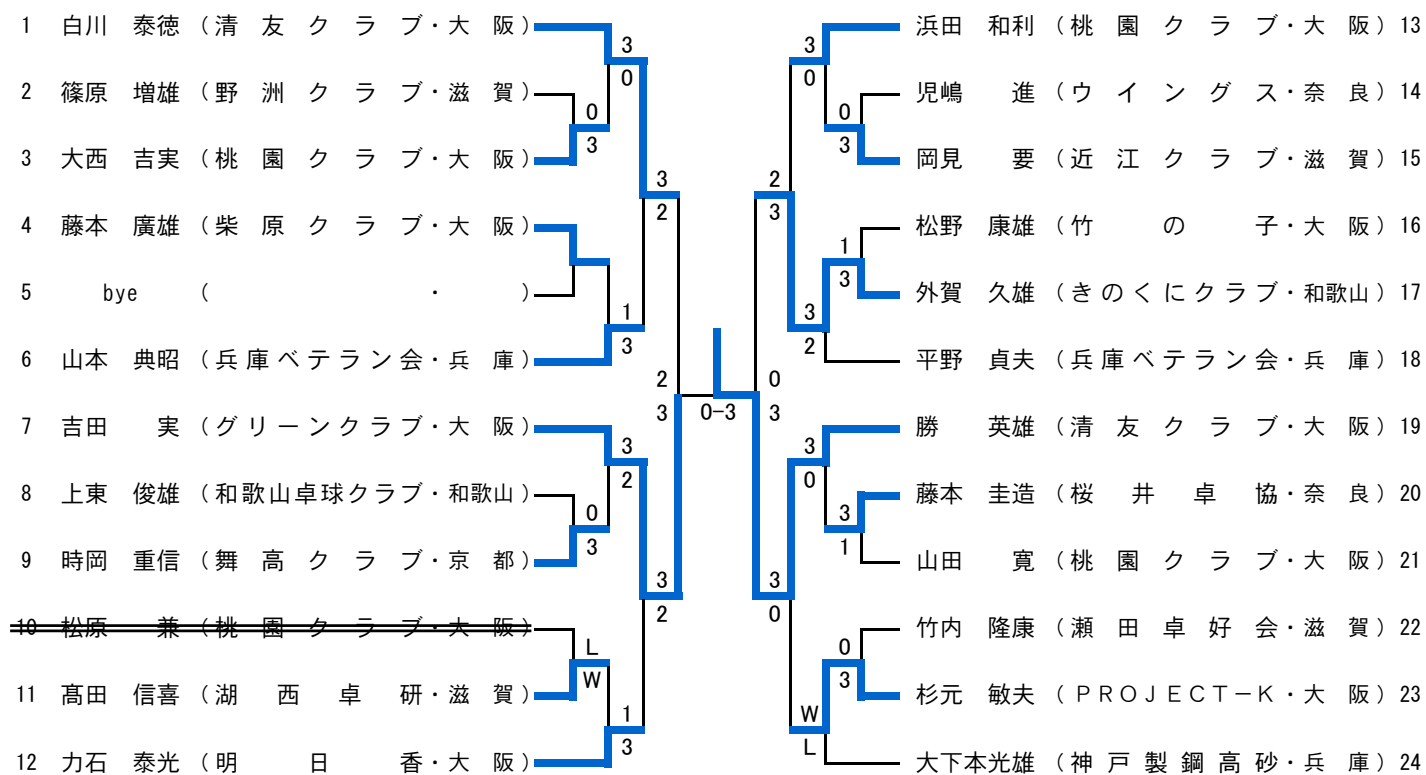 1 白川 泰徳 (清友クラブ・大阪)
2 篠原 増雄 (野洲クラブ・滋賀)
3 大西 吉実 (桃園クラブ・大阪)
4 藤本 廣雄 (柴原クラブ・大阪)
5 bye ( ・ )
6 山本 典昭 (兵庫ベテラン会・兵庫)
7 吉田 実 (グリーンクラブ・大阪)
8 上東 俊雄 (和歌山卓球クラブ・和歌山)
9 時岡 重信 (舞高クラブ・京都)
10 松原 兼 (桃園クラブ・大阪)
11 髙田 信喜 (湖西卓研・滋賀)
12 力石 泰光 (明日香・大阪)
3
0
0
3
3
2
1
3
2
3
3
2
0
3
3
2
L
W
1
3
0-3
浜田 和利 (桃園クラブ・大阪) 13
児嶋 進 (ウイングス・奈良) 14
岡見 要 (近江クラブ・滋賀) 15
松野 康雄 (竹の子・大阪) 16
外賀 久雄 (きのくにクラブ・和歌山) 17
平野 貞夫 (兵庫ベテラン会・兵庫) 18
勝 英雄 (清友クラブ・大阪) 19
藤本 圭造 (桜井卓協・奈良) 20
山田 寛 (桃園クラブ・大阪) 21
竹内 隆康 (瀬田卓好会・滋賀) 22
杉元 敏夫 (PROJECT-K・大阪) 23
大下本光雄 (神戸製鋼高砂・兵庫) 24
3
0
0
3
2
3
1
3
3
2
0
3
3
0
3
1
3
0
0
3
W
L